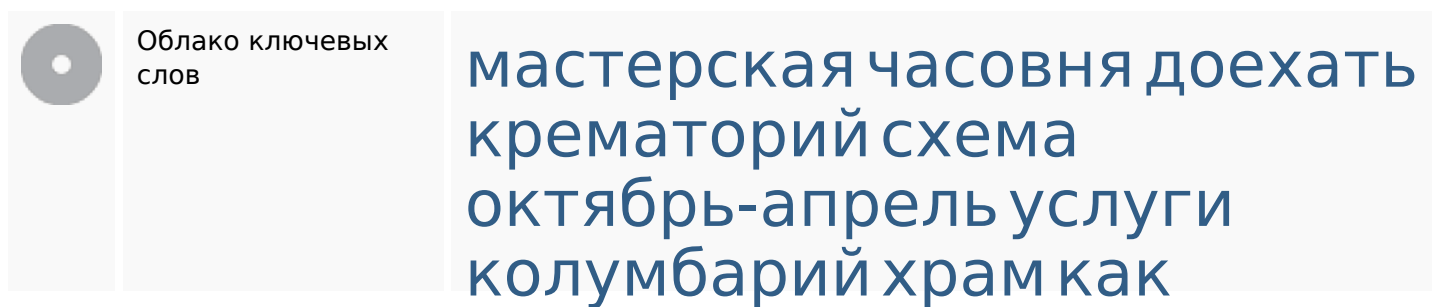 Облако ключевых
слов
мастерская часовня доехать
крематорий схема
октябрь-апрель услуги
колумбарий храм как